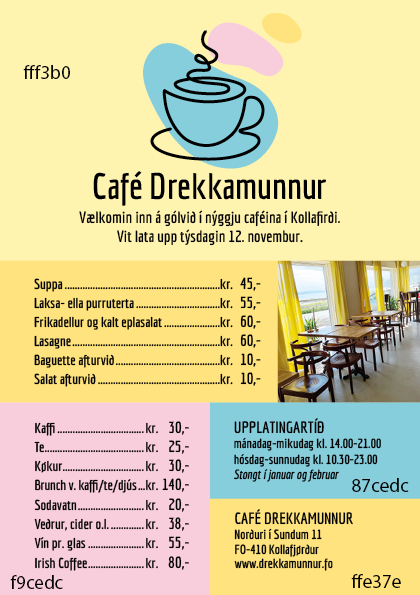 fff3b0
Café Drekkamunnur
Vælkomin inn á gólvið í nýggju caféina í Kollafirði.
Vit lata upp týsdagin 12. novembur.
Suppa ........................................................kr. 45,-
Laksa- ella purruterta ..............................kr. 55,-
Frikadellur og kalt eplasalat ....................kr. 60,-
Lasagne......................................................kr. 60,-
Baguette afturvið......................................kr. 10,-
Salat afturvið ............................................kr. 10,-
Kaffi ................................. kr. 30,-
Te..................................... kr. 25,-
Køkur............................... kr. 30,-
Brunch v. kaffi/te/djús ... kr. 140,-
Sodavatn......................... kr. 20,-
Veðrur, cider o.l. ............ kr. 38,-
Vín pr. glas ..................... kr. 55,-
Irish Coffee..................... kr. 80,-
f9cedc
UPPLATINGARTÍÐ
mánadag-mikudag kl. 14.00-21.00
hósdag-sunnudag kl. 10.30-23.00
Stongt í januar og februar
87cedc
CAFÉ DREKKAMUNNUR
Norðuri í Sundum 11
FO-410 Kollafjørður
www.drekkamunnur.fo
ffe37e